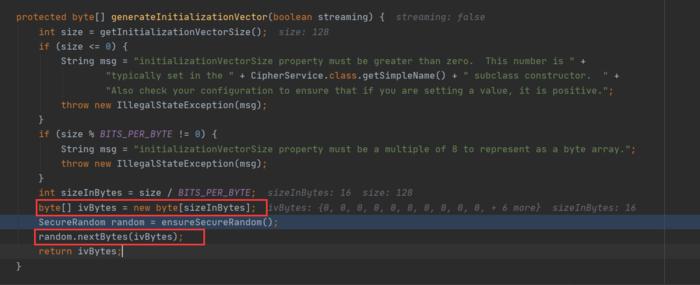 protected byte[] generateInitializationVector(boolean streaming) {  streaming: false
    int size = getInitializationVectorSize();  size: 128
    if (size <= 0) {
        String msg = "initializationVectorSize property must be greater than zero.  This number is " +
                "typically set in the " + CipherService.class.getSimpleName() + " subclass constructor.  " +
                "Also check your configuration to ensure that if you are setting a value, it is positive.";
        throw new IllegalStateException(msg);
    }
    if (size % BITS_PER_BYTE != 0) {
        String msg = "initializationVectorSize property must be a multiple of 8 to represent as a byte array.";
        throw new IllegalStateException(msg);
    }
    int sizeInBytes = size / BITS_PER_BYTE;  sizeInBytes: 16  size: 128
    byte[] ivBytes = new byte[sizeInBytes];  ivBytes: {0, 0, 0, 0, 0, 0, 0, 0, 0, 0, + 6 more}  sizeInBytes: 16
    SecureRandom random = ensureSecureRandom();
    random.nextBytes(ivBytes);
    return ivBytes;
}